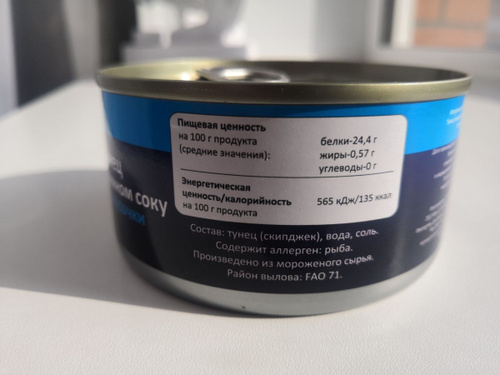 Пищевая ценность
на 100 г продукта
(средние значения):
белки-24,4 г
жиры-0,57 г
углеводы-0 г
Энергетическая
ценность/калорийность
на 100 г продукта
565 кДж/135 ккал
соку
Состав: тунец (скипджек), вода, соль.
Содержит аллерген: рыба.
Произведено из мороженого сырья.
Район вылова: FAO 71.